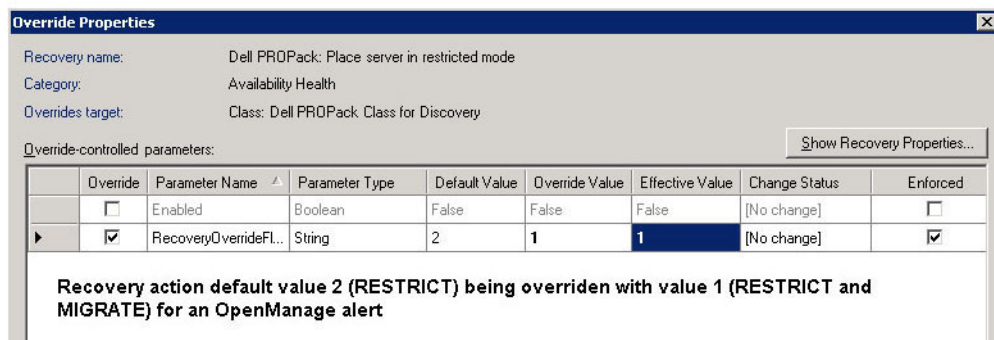 Override Properties
Recovery name: Dell PROPack: Place server in restricted mode
Category: Availability Health
Overrides target: Class: Dell PROPack Class for Discovery
Override-controlled parameters: Show Recovery Properties...
Override Parameter Name Parameter Type Default Value Override Value Effective Value Change Status Enforced
Enabled Boolean False False False [No change]
RecoveryOverrideFl... String 2 1 1 [No change]
Recovery action default value 2 (RESTRICT) being overriden with value 1 (RESTRICT and
MIGRATE) for an OpenManage alert